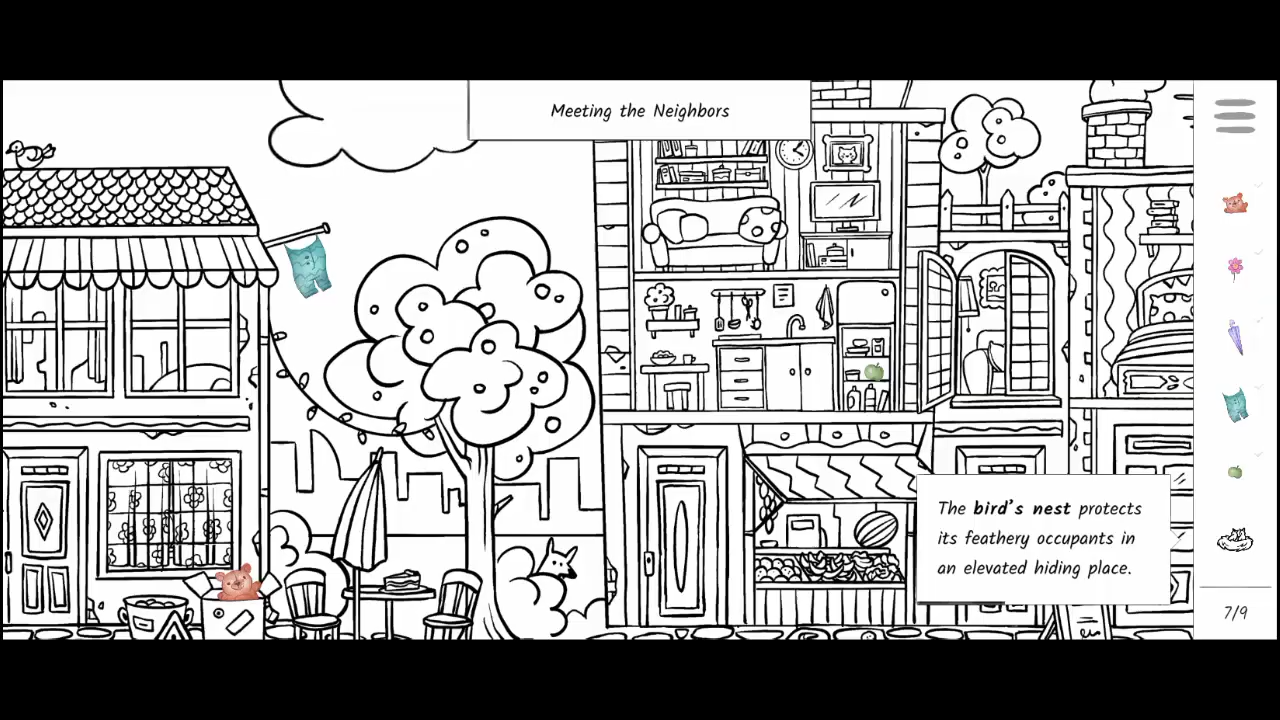 Meeting the Neighbors
The bird's nest protects
its feathery occupants in
an elevated hiding place.
7/9